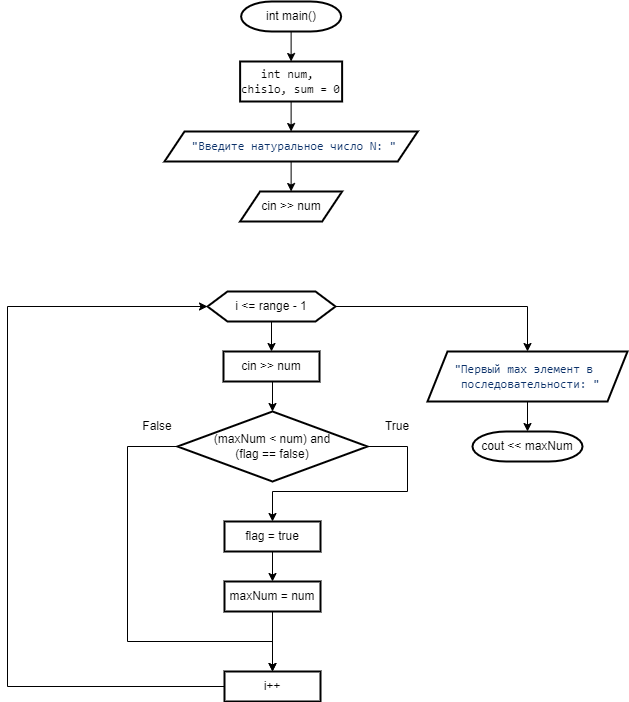 int main()
int num,
chislo, sum = 0
"Введите натуральное число N: "
cin >> num
i <= range - 1
cin >> num
"Первый max элемент в
последовательности: "
False
True
(maxNum < num) and
(flag == false)
cout << maxNum
flag = true
maxNum = num
i++